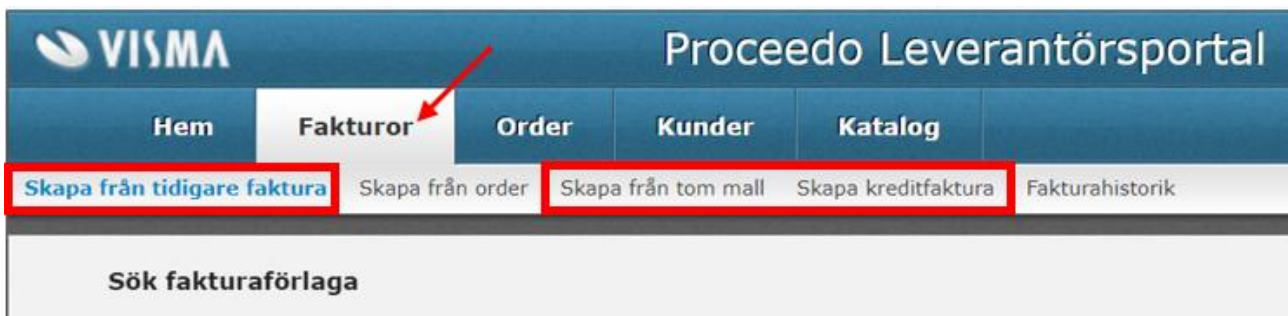 VISMA Proceedo Leverantörsportal
Hem Fakturor Order Kunder Katalog
Skapa från tidigare faktura Skapa från order Skapa från tom mall Skapa kreditfaktura Fakturahistorik
Sök fakturaförlaga